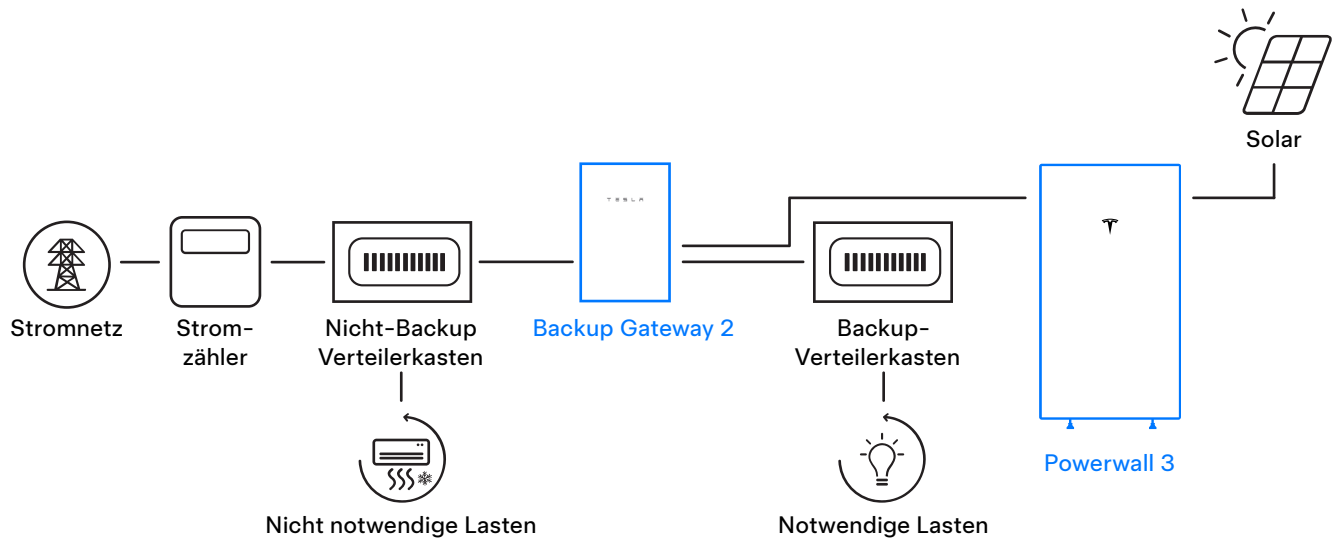 Solar
TESLA
Stromnetz
Strom-
zähler
Nicht-Backup
Verteilerkasten
Backup Gateway 2
Backup-
Verteilerkasten
Powerwall 3
Nicht notwendige Lasten
Notwendige Lasten